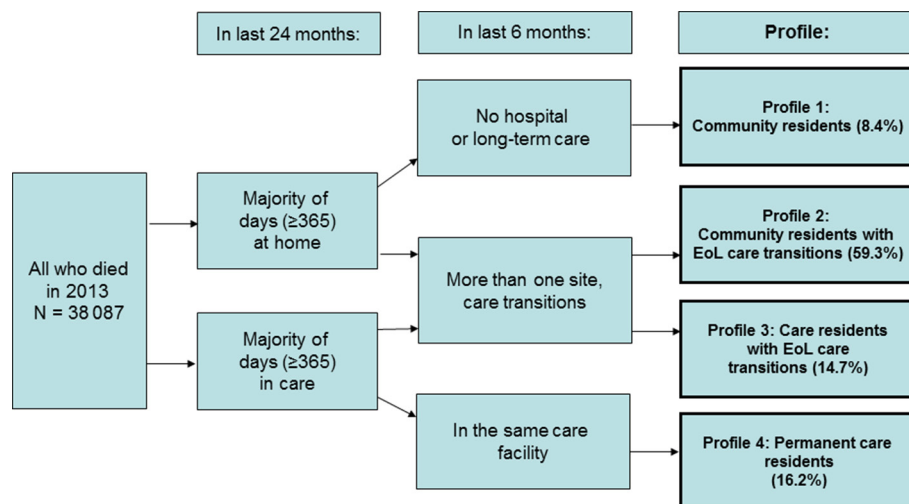 In last 24 months:
In last 6 months:
Profile:
No hospital
or long-term care
Profile 1:
Community residents (8.4%)
All who died
in 2013
N = 38 087
Majority of
days (≥365)
at home
More than one site,
care transitions
Profile 2:
Community residents with
EoL care transitions (59.3%)
Majority of
days (≥365)
in care
Profile 3: Care residents
with EoL care
transitions (14.7%)
In the same care
facility
Profile 4: Permanent care
residents
(16.2%)